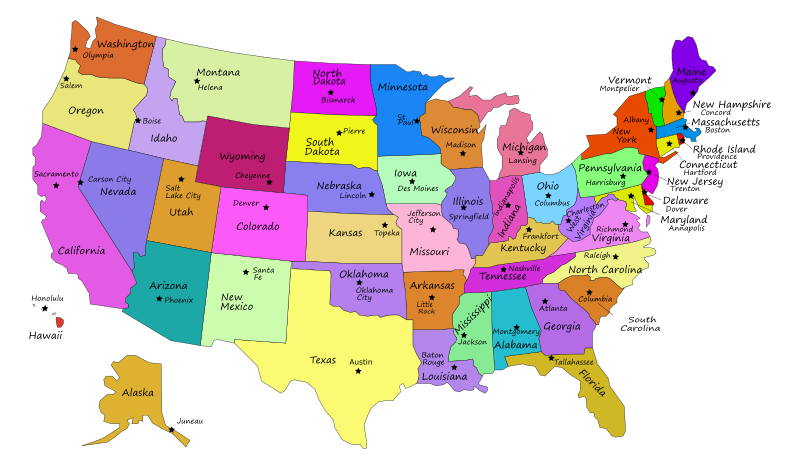 Washington
Olympia
Salem
Oregon
Montana
Helena
Boise
Idaho
North
Dakota
Bismarck
Minnesota
St.
Paul
Pierre
South
Dakota
Wyoming
Cheyenne
Wisconsin
Madison
Michigan
Lansing
Maine
Augusta
Vermont
Montpelier
New Hampshire
Concord
Massachusetts
Boston
Albany
New
York
Rhode Island
Providence
Connecticut
Hartford
Pennsylvania
Harrisburg
New Jersey
Trenton
Delaware
Dover
Maryland
Annapolis
Sacramento
Carson City
Nevada
Salt
Lake City
Utah
Denver
Colorado
California
Nebraska
Lincoln
Iowa
Des Moines
Illinois
Springfield
Indianapolis
Indiana
Ohio
Columbus
Charleston
West
Virginia
Richmond
Virginia
Kansas
Topeka
Jefferson
City
Missouri
Frankfort
Kentucky
Nashville
Tennessee
Raleigh
North Carolina
Columbia
South
Carolina
Arizona
Phoenix
Santa
Fe
New
Mexico
Oklahoma
Oklahoma
City
Arkansas
Little
Rock
Mississippi
Jackson
Montgomery
Alabama
Atlanta
Georgia
Tallahassee
Florida
Texas
Austin
Baton
Rouge
Louisiana
Honolulu
Hawaii
Alaska
Juneau